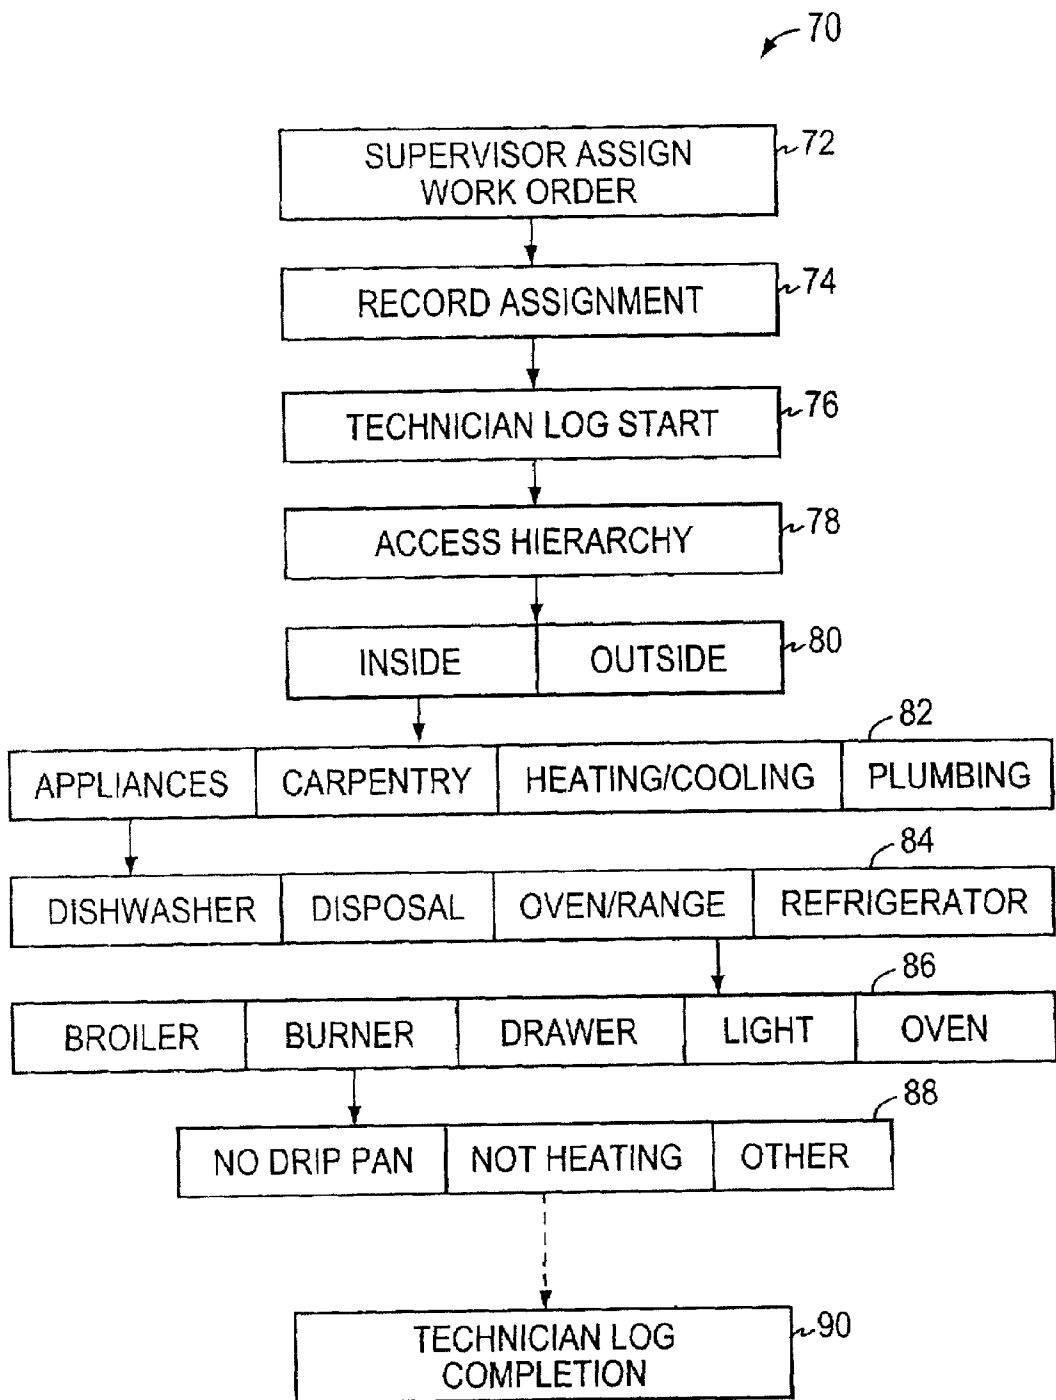 70
SUPERVISOR ASSIGN
WORK ORDER
72
RECORD ASSIGNMENT
74
TECHNICIAN LOG START
76
ACCESS HIERARCHY
78
INSIDE OUTSIDE
80
82
APPLIANCES CARPENTRY HEATING/COOLING PLUMBING
84
DISHWASHER DISPOSAL OVEN/RANGE REFRIGERATOR
86
BROILER BURNER DRAWER LIGHT OVEN
88
NO DRIP PAN NOT HEATING OTHER
TECHNICIAN LOG
COMPLETION
90